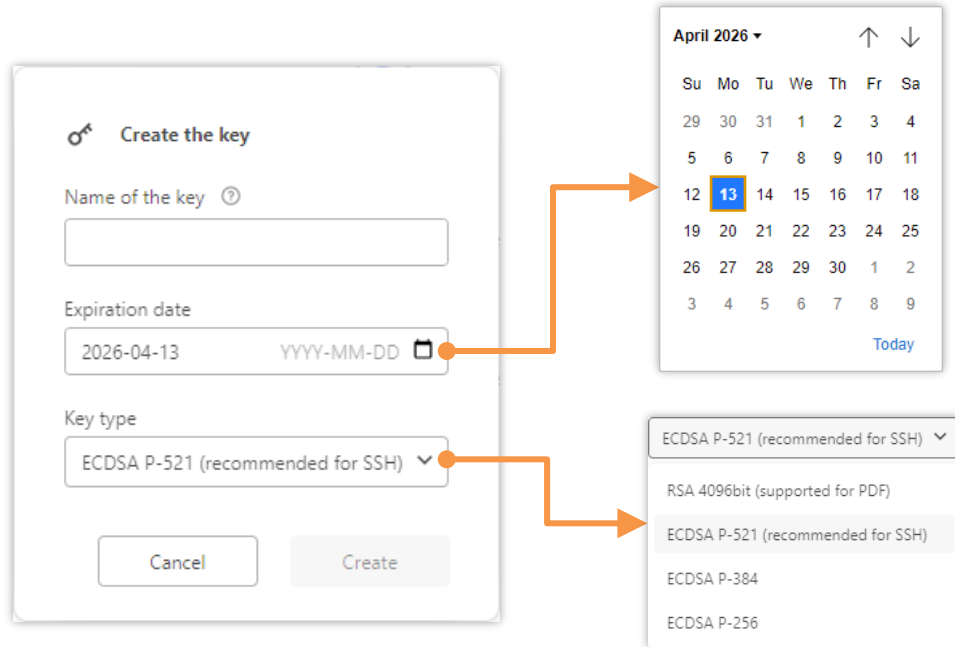 Create the key
Name of the key ?
Expiration date
2026-04-13 YYYY-MM-DD
Key type
ECDSA P-521 (recommended for SSH)
Cancel Create
April 2026
Su Mo Tu We Th Fr Sa
29 30 31 1 2 3 4
5 6 7 8 9 10 11
12 13 14 15 16 17 18
19 20 21 22 23 24 25
26 27 28 29 30 1 2
3 4 5 6 7 8 9
Today
ECDSA P-521 (recommended for SSH)
RSA 4096bit (supported for PDF)
ECDSA P-521 (recommended for SSH)
ECDSA P-384
ECDSA P-256